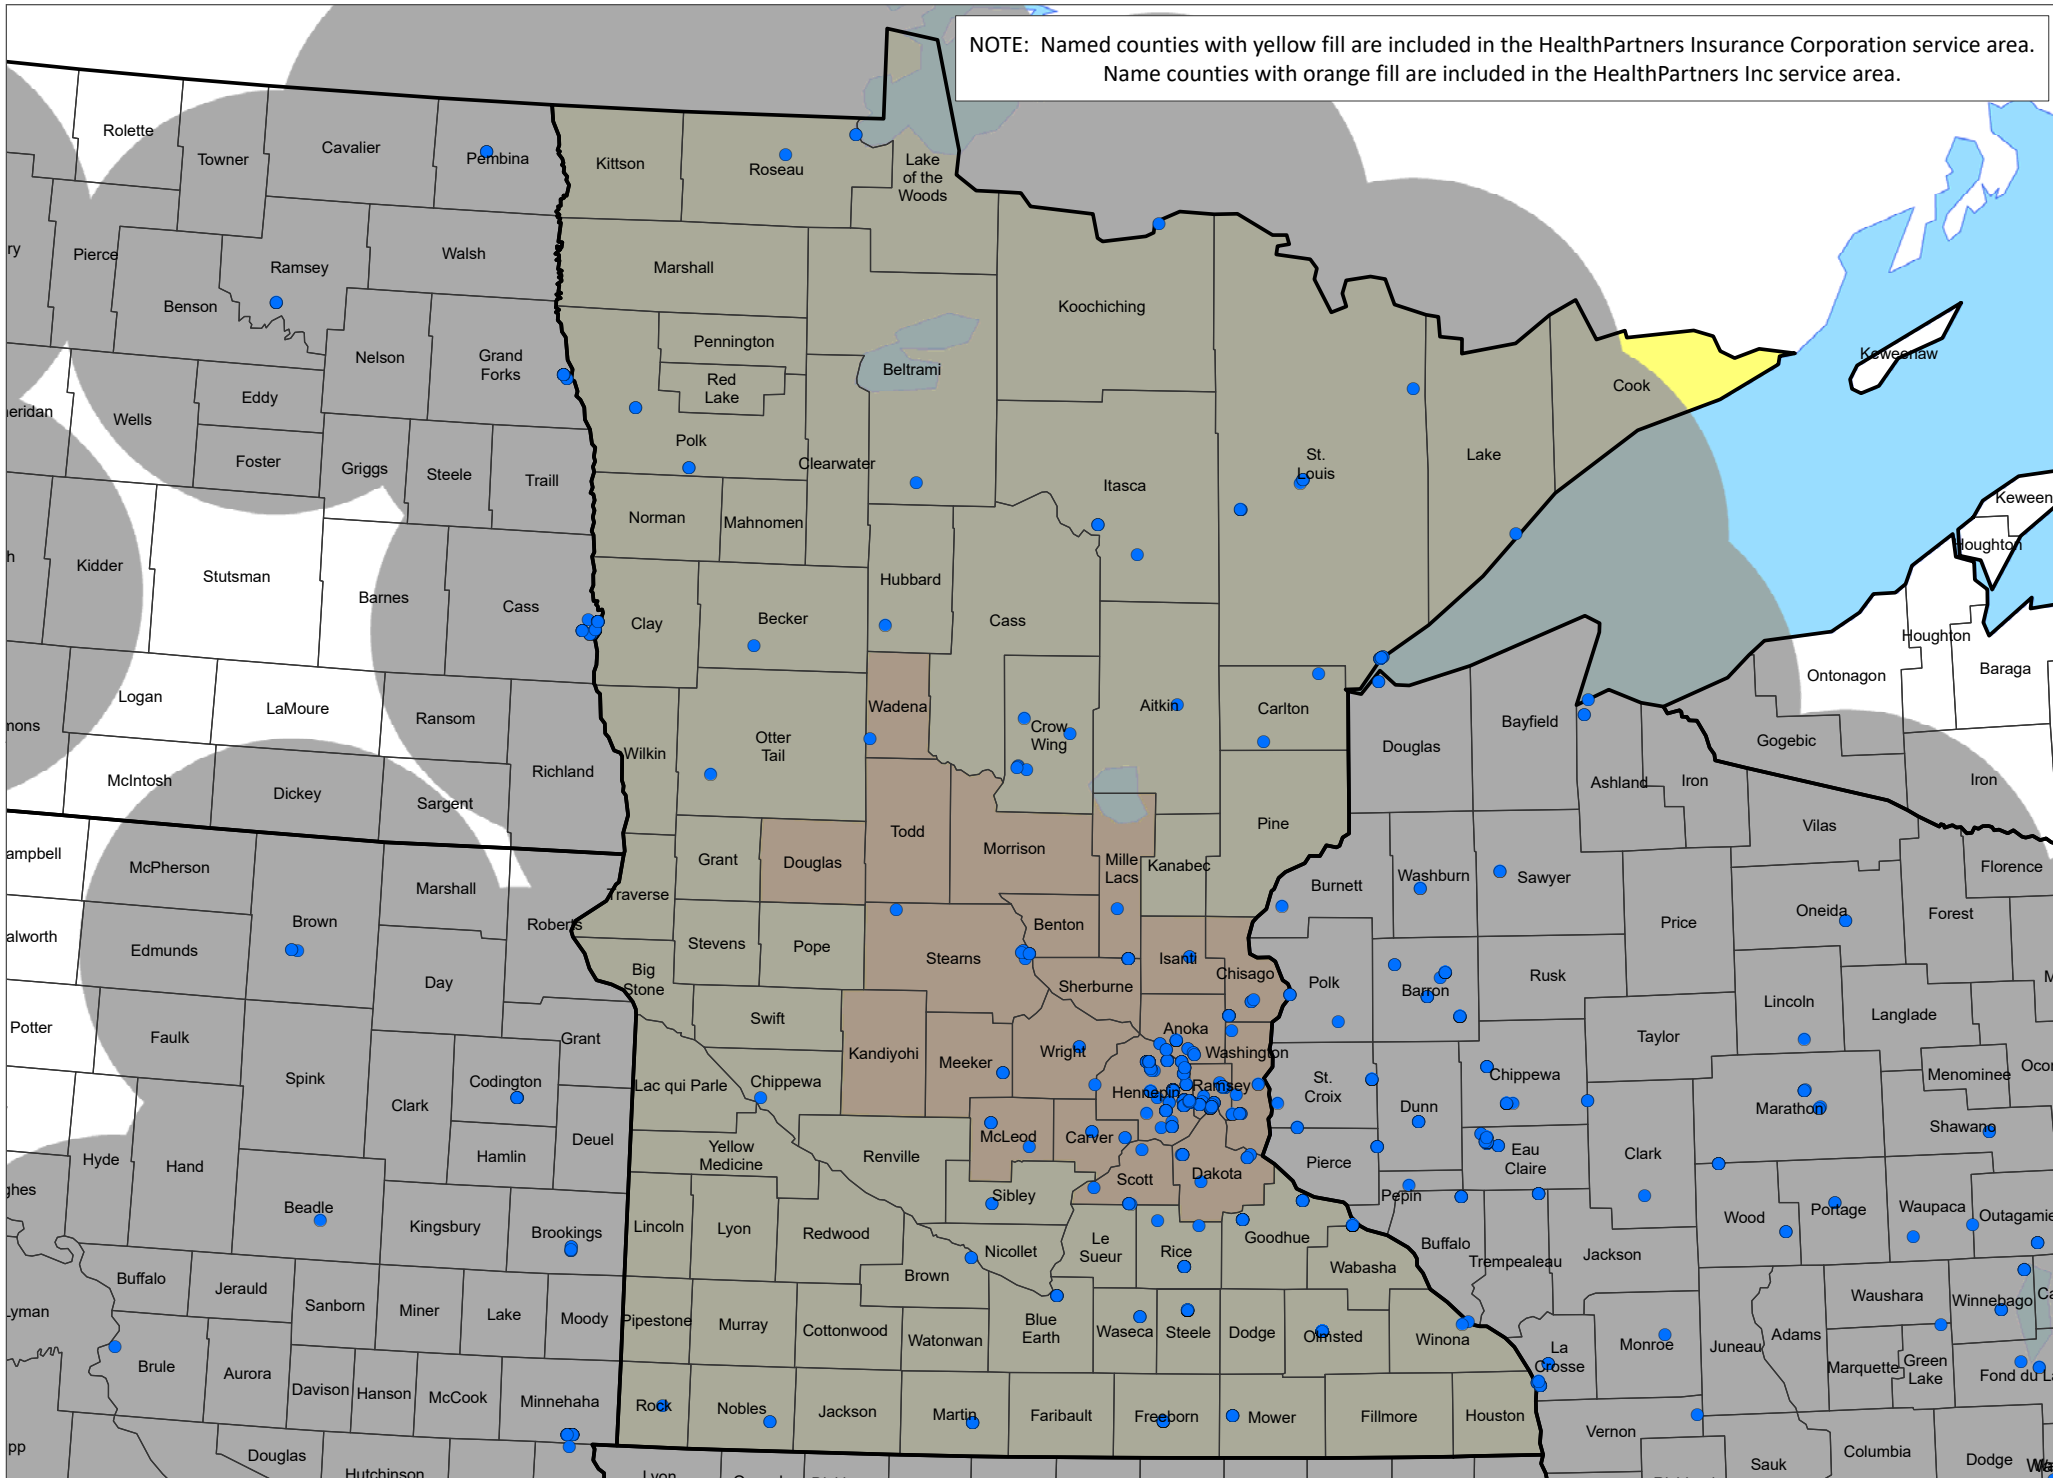 NOTE: Named counties with yellow fill are included in the HealthPartners Insurance Corporation service area.
Name counties with orange fill are included in the HealthPartners Inc service area.
Rolette
Towner
Cavalier
Pembina
Kittson
Roseau
Lake
of the
Woods
ry
Pierce
Benson
Ramsey
Walsh
Marshall
Koochiching
Nelson
Grand
Forks
Pennington
Red
Lake
Beltrami
Cook
Keweenaw
eridan
Wells
Eddy
Foster
Griggs
Steele
Traill
Polk
Clearwater
Itasca
St.
Louis
Lake
Keween
Houghton
h
Kidder
Stutsman
Barnes
Cass
Norman
Mahnomen
Clay
Becker
Hubbard
Cass
Houghton
Baraga
Ontonagon
mons
Logan
LaMoure
Ransom
Wilkin
Otter
Tail
Wadena
Crow
Wing
Aitkin
Carlton
Douglas
Bayfield
Gogebic
Iron
McIntosh
Dickey
Sargent
Richland
Ashland
Iron
Vilas
Florence
ampbell
McPherson
Marshall
Roberts
Traverse
Grant
Douglas
Todd
Morrison
Mille
Lacs
Kanabec
Pine
Burnett
Washburn
Sawyer
Price
Oneida
Forest
alworth
Edmunds
Brown
Day
Big
Stone
Stevens
Pope
Stearns
Benton
Sherburne
Isanti
Chisago
Polk
Barron
Rusk
Lincoln
Langlade
M
Potter
Faulk
Spink
Clark
Codington
Grant
Swift
Kandiyohi
Meeker
Wright
Anoka
Washington
Hennepin
Ramsey
St.
Croix
Dunn
Chippewa
Taylor
Marathon
Menominee
Oco
Shawano
Lac qui Parle
Chippewa
Deuel
Hamlin
Hyde
Hand
ghes
Beadle
Kingsbury
Brookings
Yellow
Medicine
Renville
McLeod
Carver
Scott
Dakota
Sibley
Pierce
Pepin
Eau
Claire
Clark
Wood
Portage
Waupaca
Outagamie
Lincoln
Lyon
Redwood
Nicollet
Brown
Le
Sueur
Rice
Goodhue
Wabasha
Buffalo
Trempealeau
Jackson
Buffalo
Jerauld
Sanborn
Miner
Lake
Moody
Lyman
Pipestone
Murray
Cottonwood
Watonwan
Blue
Earth
Waseca
Steele
Dodge
Olmsted
Winona
La
Crosse
Monroe
Juneau
Adams
Waushara
Winnebago
Ca
Marquette
Green
Lake
Fond du La
Brule
Aurora
Davison
Hanson
McCook
Minnehaha
Rock
Nobles
Jackson
Martin
Faribault
Freeborn
Mower
Fillmore
Houston
Vernon
Sauk
Columbia
Dodge
pp
Douglas
Hutchinson
Lyon